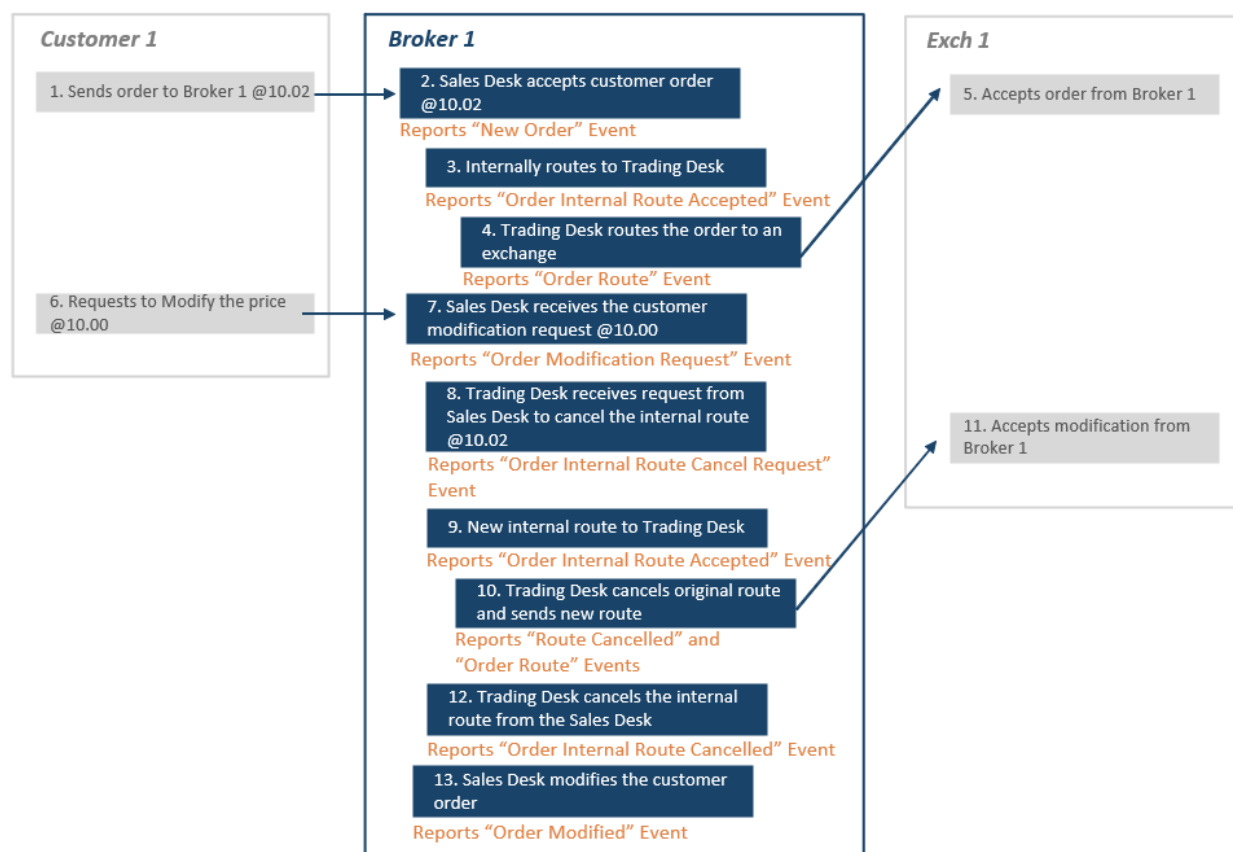 Customer 1
1. Sends order to Broker 1 @10.02
6. Requests to Modify the price
@10.00
Broker 1
2. Sales Desk accepts customer order
@10.02
Reports “New Order” Event
3. Internally routes to Trading Desk
Reports “Order Internal Route Accepted” Event
4. Trading Desk routes the order to an
exchange
Reports “Order Route” Event
7. Sales Desk receives the customer
modification request @10.00
Reports “Order Modification Request” Event
8. Trading Desk receives request from
Sales Desk to cancel the internal route
@10.02
Reports “Order Internal Route Cancel Request”
Event
9. New internal route to Trading Desk
Reports “Order Internal Route Accepted” Event
10. Trading Desk cancels original route
and sends new route
Reports “Route Cancelled” and
“Order Route” Events
12. Trading Desk cancels the internal
route from the Sales Desk
Reports “Order Internal Route Cancelled” Event
13. Sales Desk modifies the customer
order
Reports “Order Modified” Event
Exch 1
5. Accepts order from Broker 1
11. Accepts modification from
Broker 1